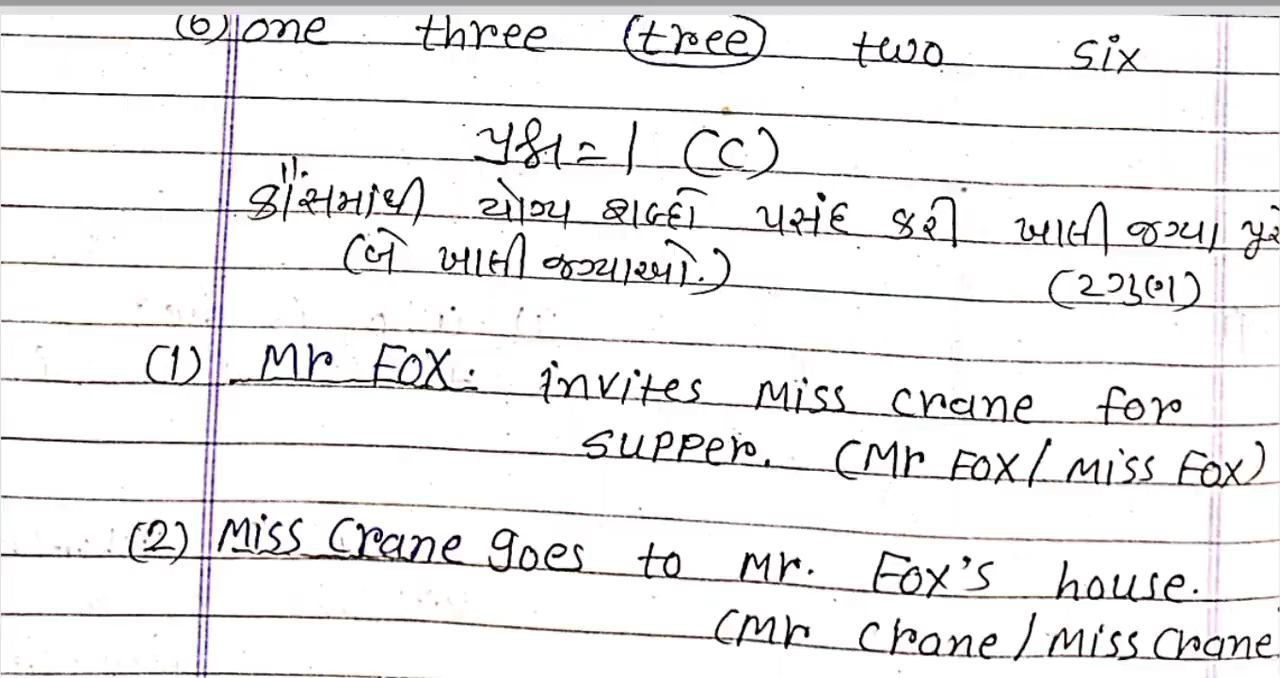 (6) one three tree two six
પ્રશ્ન=1 (C)
કૌંસમાંથી યોગ્ય શબ્દો પસંદ કરી ખાલી જગ્યા
(બે ખાલી જગ્યાઓ.) (2ગુણ)
(1) Mr FOX. invites Miss crane for
supper. (Mr FOX/ Miss Fox)
(2) Miss Crane goes to Mr. Fox's house.
(Mr Crane / Miss Crane